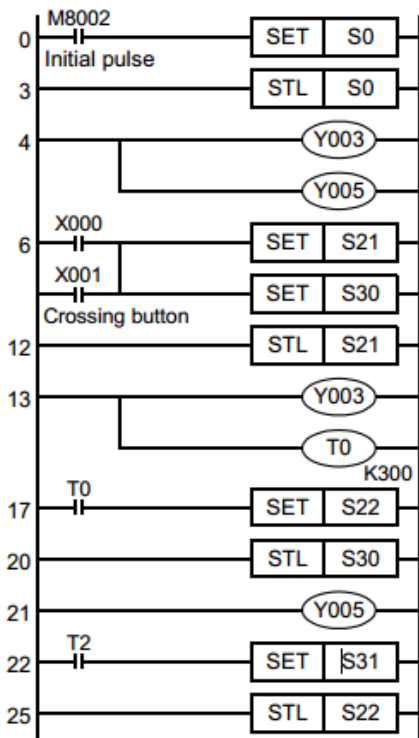 M8002
0 SET S0
Initial pulse
3 STL S0
4 Y003
Y005
X000
6 SET S21
X001
SET S30
Crossing button
12 STL S21
13 Y003
T0
K300
T0
17 SET S22
20 STL S30
21 Y005
T2
22 SET S31
25 STL S22